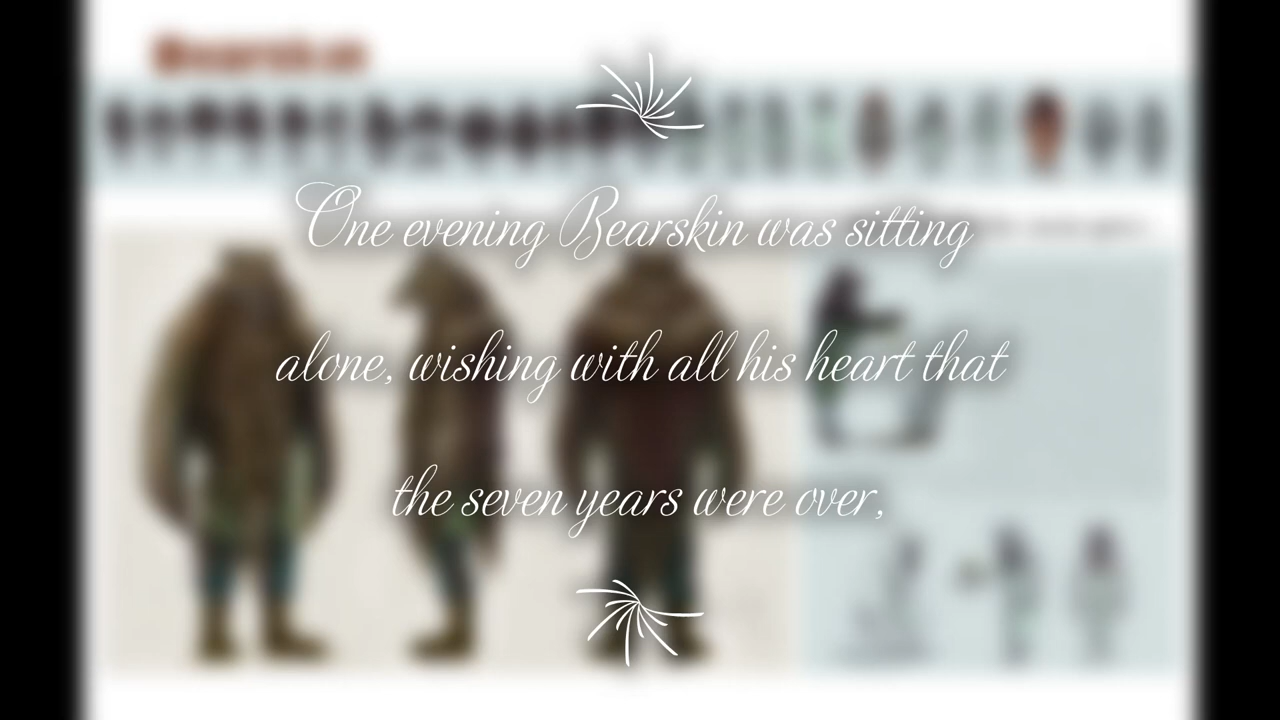 One evening Bearskin was sitting
alone, wishing with all his heart that
the seven years were over,